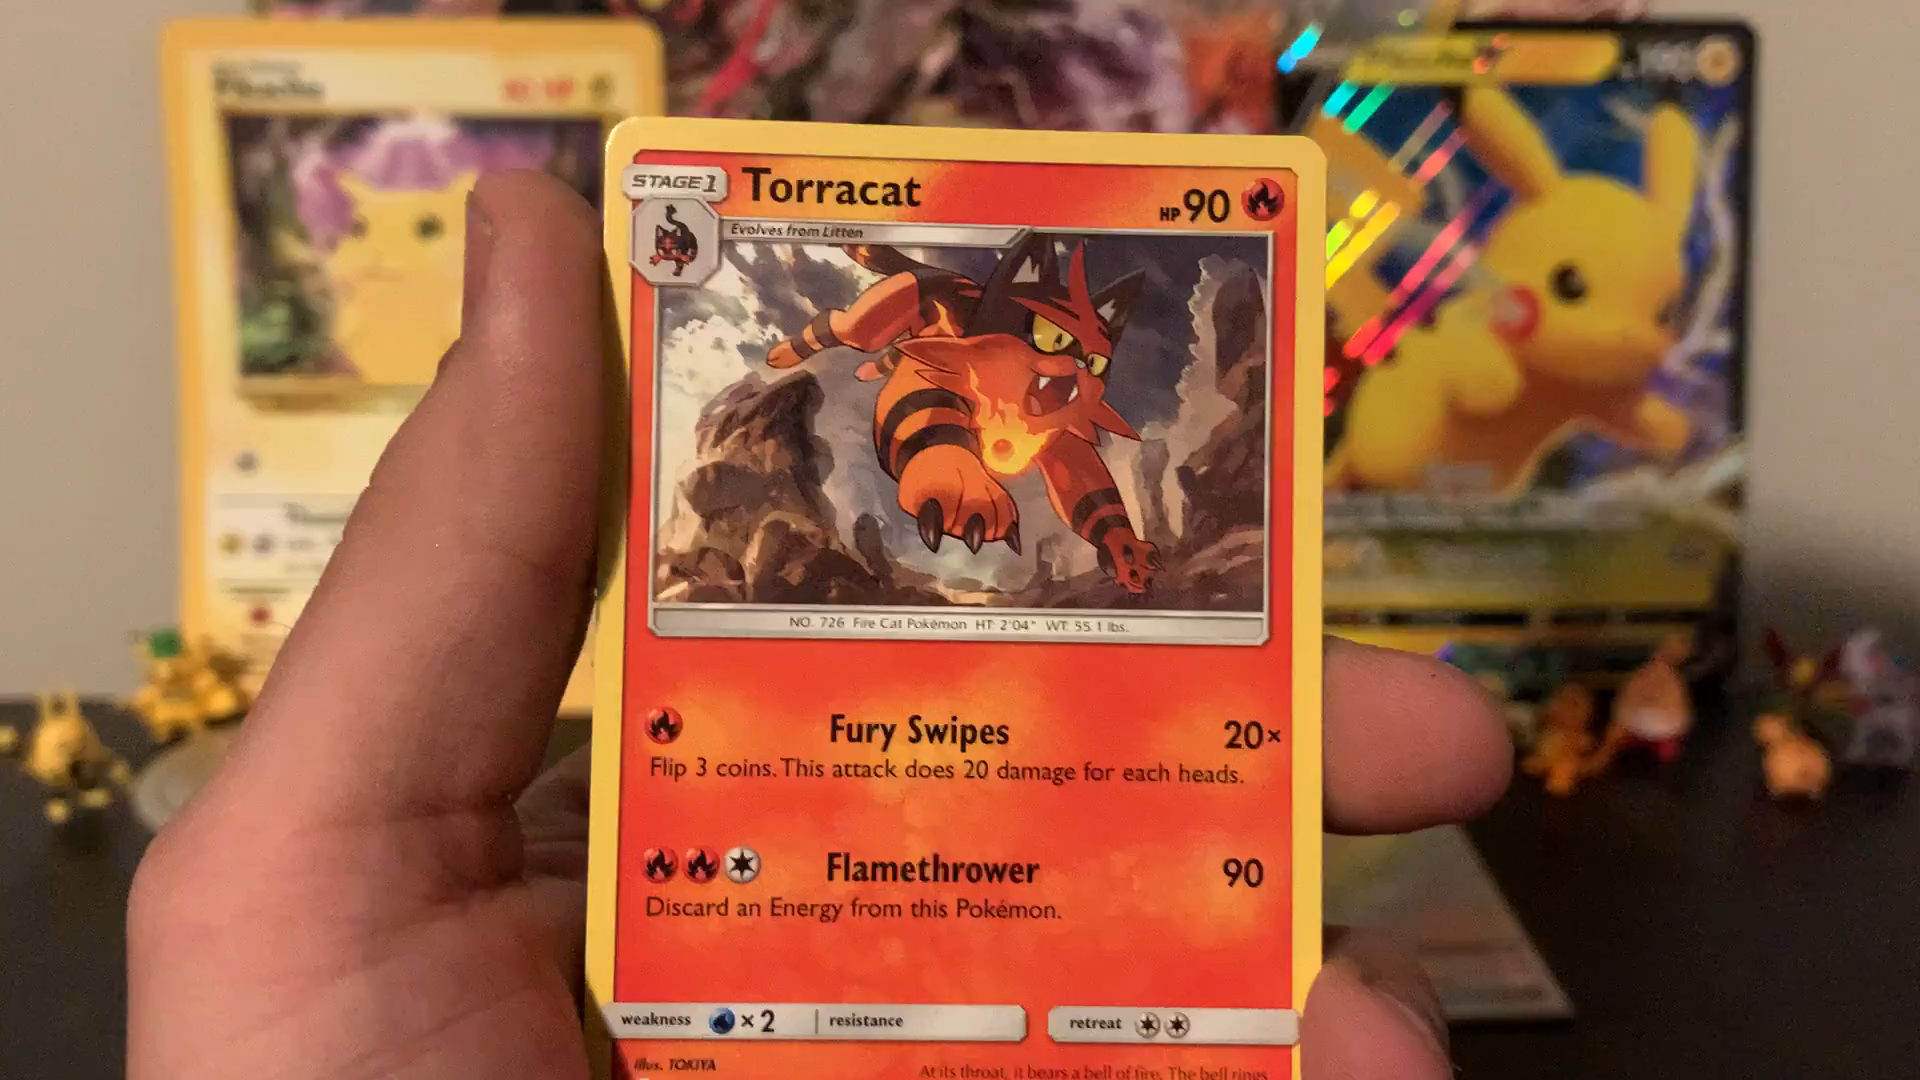 Pikachu
STAGE 1
Torracat
HP 90
Evolves from Litten
NO. 726 Fire Cat Pokémon HT: 2'04" WT: 55.1 lbs.
Fury Swipes 20×
Flip 3 coins. This attack does 20 damage for each heads.
Flamethrower 90
Discard an Energy from this Pokémon.
weakness ×2 resistance retreat
Illus. TOKIYA
At its throat, it bears a bell of fire. The bell rings